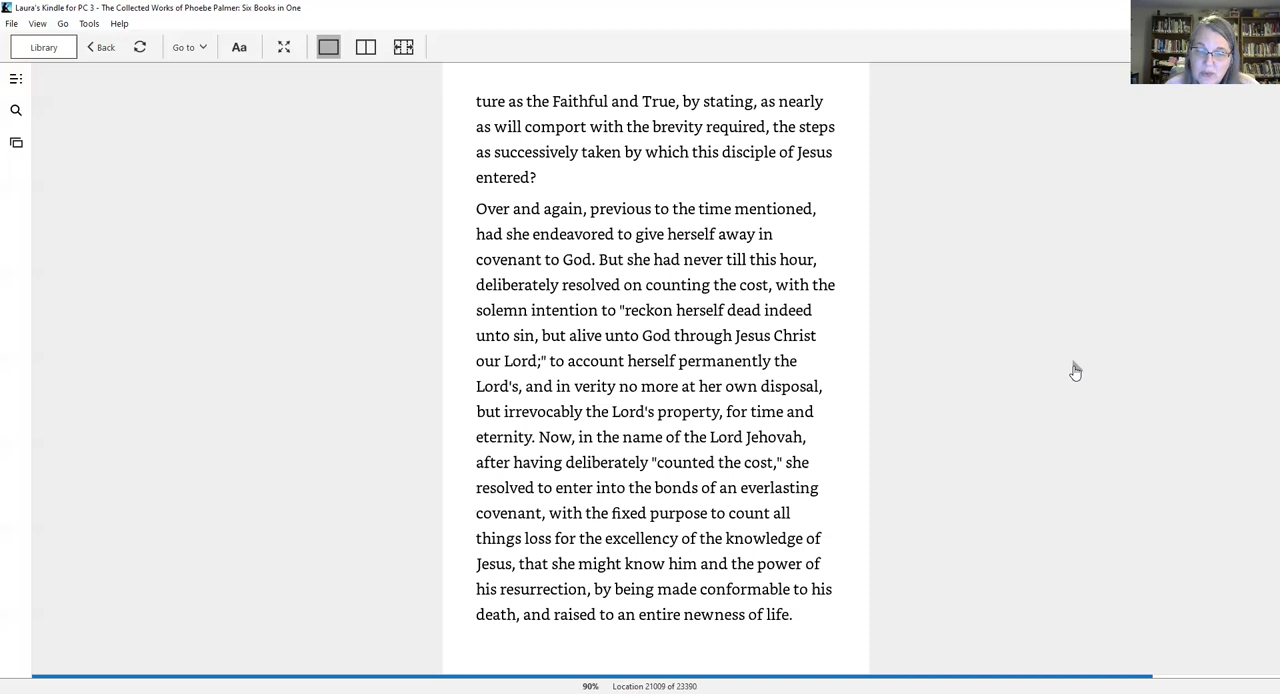 Laura's Kindle for PC 3 - The Collected Works of Phoebe Palmer: Six Books in One
File View Go Tools Help
Library Back Go to Aa
ture as the Faithful and True, by stating, as nearly
as will comport with the brevity required, the steps
as successively taken by which this disciple of Jesus
entered?
Over and again, previous to the time mentioned,
had she endeavored to give herself away in
covenant to God. But she had never till this hour,
deliberately resolved on counting the cost, with the
solemn intention to "reckon herself dead indeed
unto sin, but alive unto God through Jesus Christ
our Lord;" to account herself permanently the
Lord's, and in verity no more at her own disposal,
but irrevocably the Lord's property, for time and
eternity. Now, in the name of the Lord Jehovah,
after having deliberately "counted the cost," she
resolved to enter into the bonds of an everlasting
covenant, with the fixed purpose to count all
things loss for the excellency of the knowledge of
Jesus, that she might know him and the power of
his resurrection, by being made conformable to his
death, and raised to an entire newness of life.
90% Location 21009 of 23390